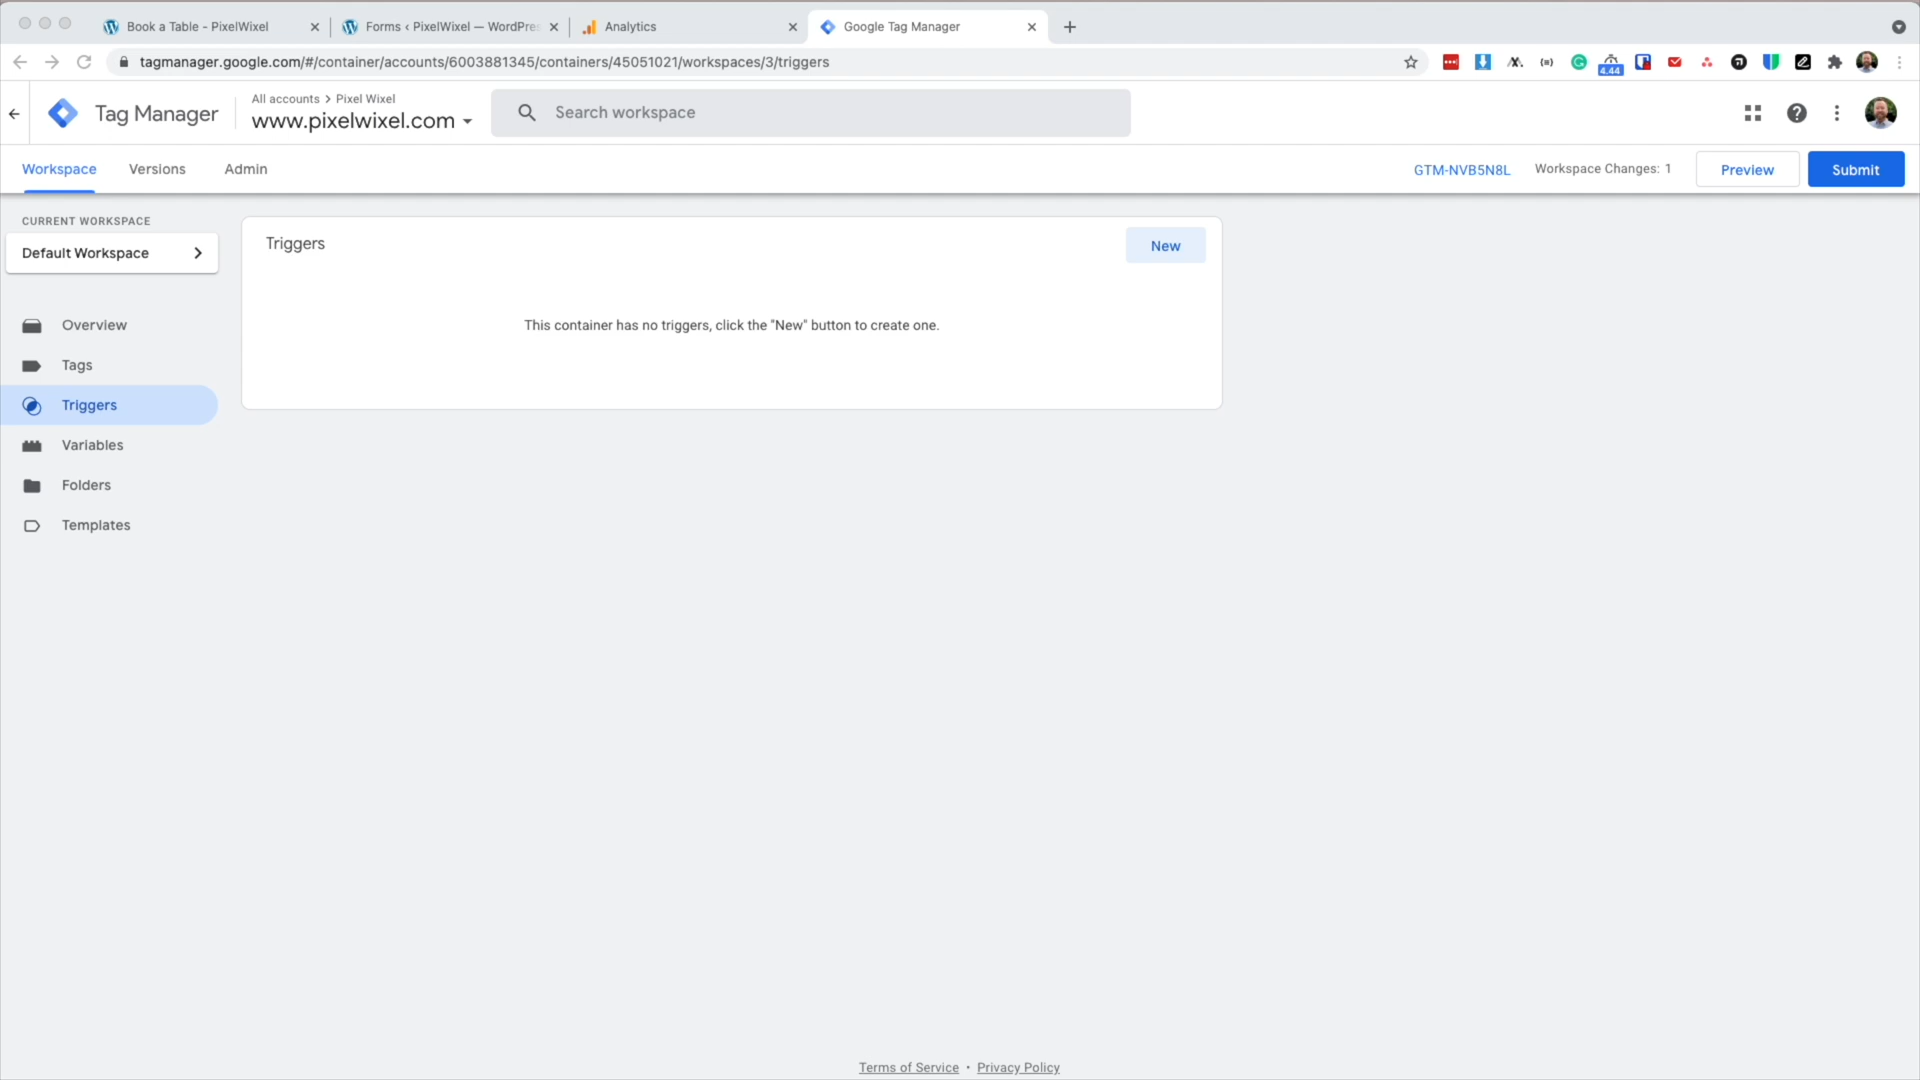 Book a Table - PixelWixel
Forms ‹ PixelWixel — WordPres
Analytics
Google Tag Manager
tagmanager.google.com/#/container/accounts/6003881345/containers/45051021/workspaces/3/triggers
4.44
Tag Manager
All accounts > Pixel Wixel
www.pixelwixel.com
Search workspace
Workspace
Versions
Admin
GTM-NVB5N8L
Workspace Changes: 1
Preview
Submit
CURRENT WORKSPACE
Default Workspace
Overview
Tags
Triggers
Variables
Folders
Templates
Triggers
New
This container has no triggers, click the "New" button to create one.
Terms of Service • Privacy Policy